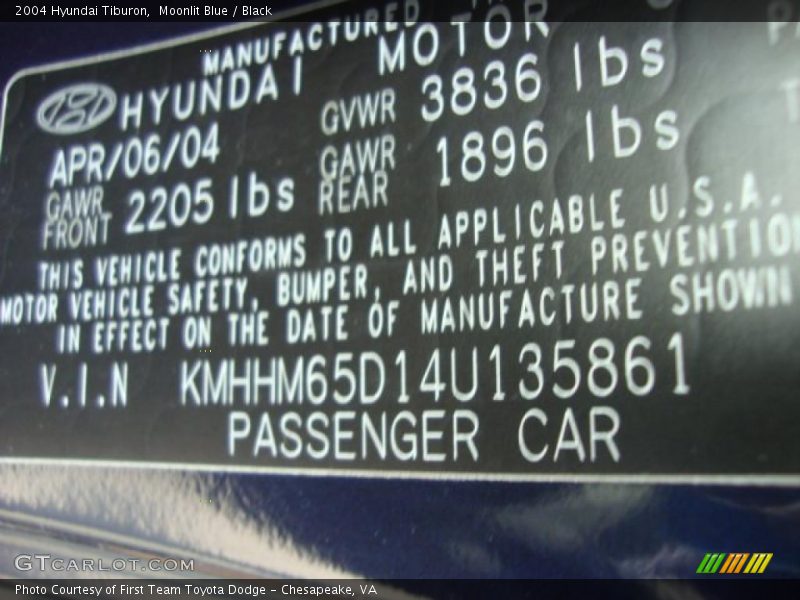 2004 Hyundai Tiburon, Moonlit Blue / Black
MANUFACTURED
HYUNDAI MOTOR
APR/06/04 GVWR 3836 lbs
GAWR FRONT 2205 lbs GAWR REAR 1896 lbs
THIS VEHICLE CONFORMS TO ALL APPLICABLE U.S.A.
MOTOR VEHICLE SAFETY, BUMPER, AND THEFT PREVENTION
IN EFFECT ON THE DATE OF MANUFACTURE SHOWN
V.I.N KMHHM65D14U135861
PASSENGER CAR
GTCARLOT.COM
Photo Courtesy of First Team Toyota Dodge - Chesapeake, VA